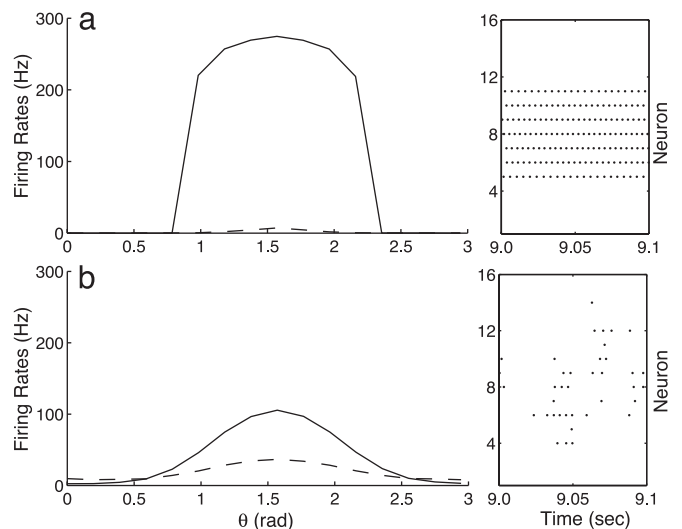 a
Firing Rates (Hz)
300
200
100
0
0 0.5 1 1.5 2 2.5 3
16
12
8
4
Neuron
9.0 9.05 9.1
b
Firing Rates (Hz)
300
200
100
0
0 0.5 1 1.5 2 2.5 3
θ (rad)
16
12
8
4
Neuron
9.0 9.05 9.1
Time (sec)